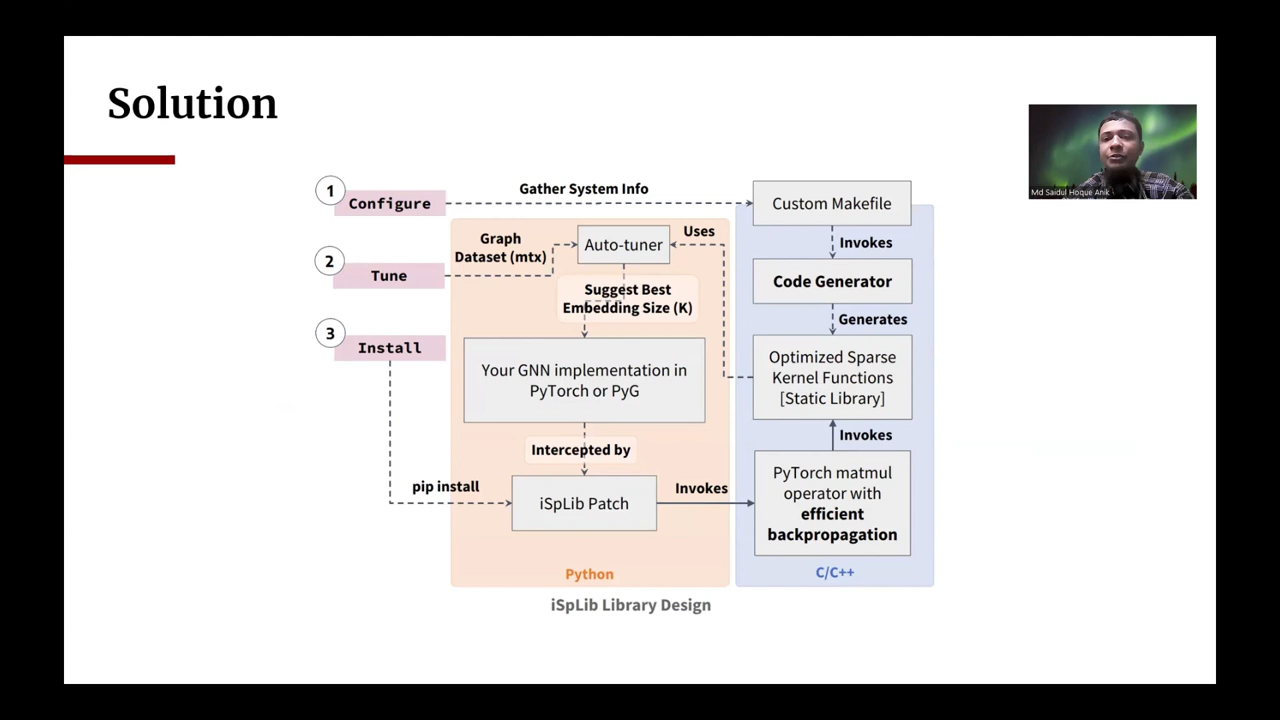 Solution
Md Saidul Hoque Anik
1
Configure
Gather System Info
Custom Makefile
Invokes
Code Generator
Generates
Optimized Sparse
Kernel Functions
[Static Library]
Invokes
PyTorch matmul
operator with
efficient
backpropagation
C/C++
2
Tune
Graph
Dataset (mtx)
Auto-tuner
Uses
Suggest Best
Embedding Size (K)
Your GNN implementation in
PyTorch or PyG
Intercepted by
3
Install
pip install
iSpLib Patch
Invokes
Python
iSpLib Library Design